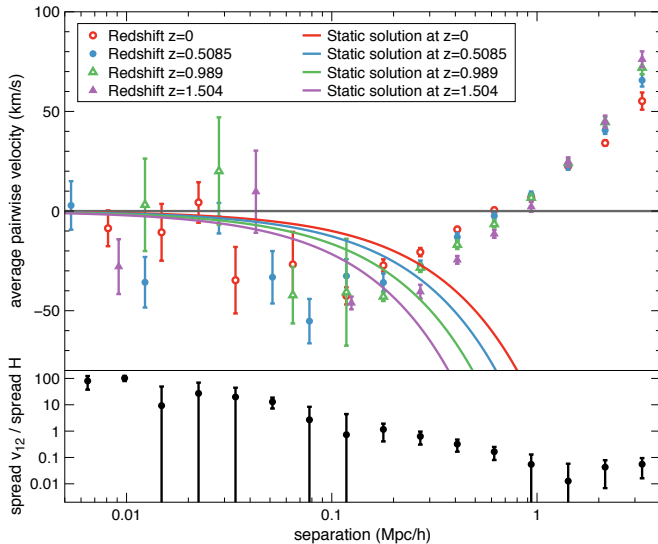 100
50
0
−50
average pairwise velocity (km/s)
Redshift z=0
Redshift z=0.5085
Redshift z=0.989
Redshift z=1.504
Static solution at z=0
Static solution at z=0.5085
Static solution at z=0.989
Static solution at z=1.504
100
10
1
0.1
0.01
spread v12 / spread H
0.01
0.1
1
separation (Mpc/h)